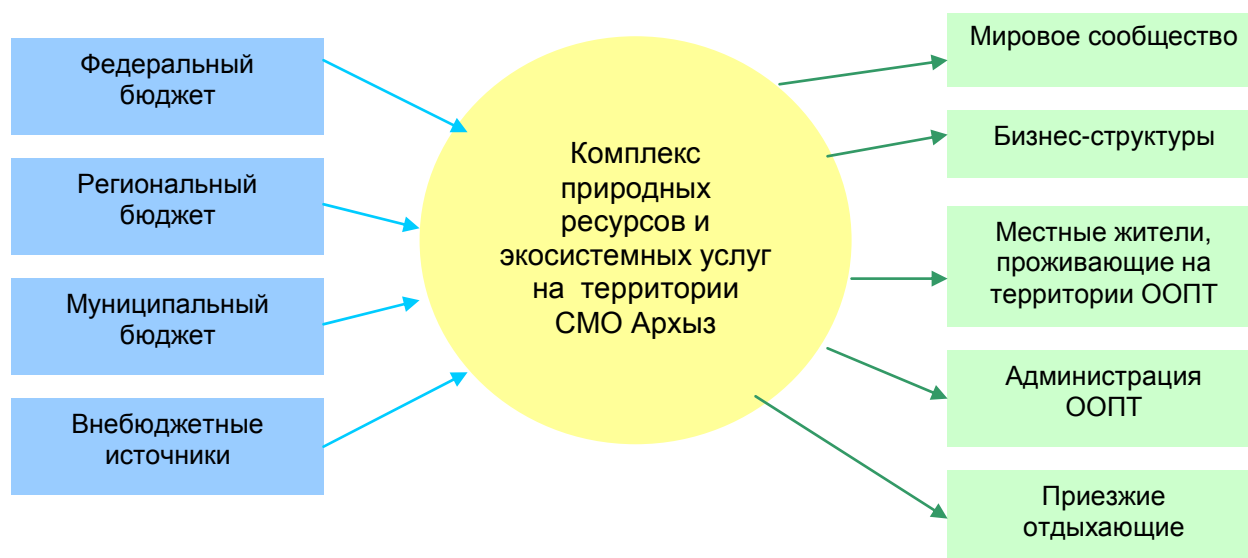 Федеральный
бюджет
Региональный
бюджет
Муниципальный
бюджет
Внебюджетные
источники
Комплекс
природных
ресурсов и
экосистемных услуг
на территории
СМО Архыз
Мировое сообщество
Бизнес-структуры
Местные жители,
проживающие на
территории ООПТ
Администрация
ООПТ
Приезжие
отдыхающие